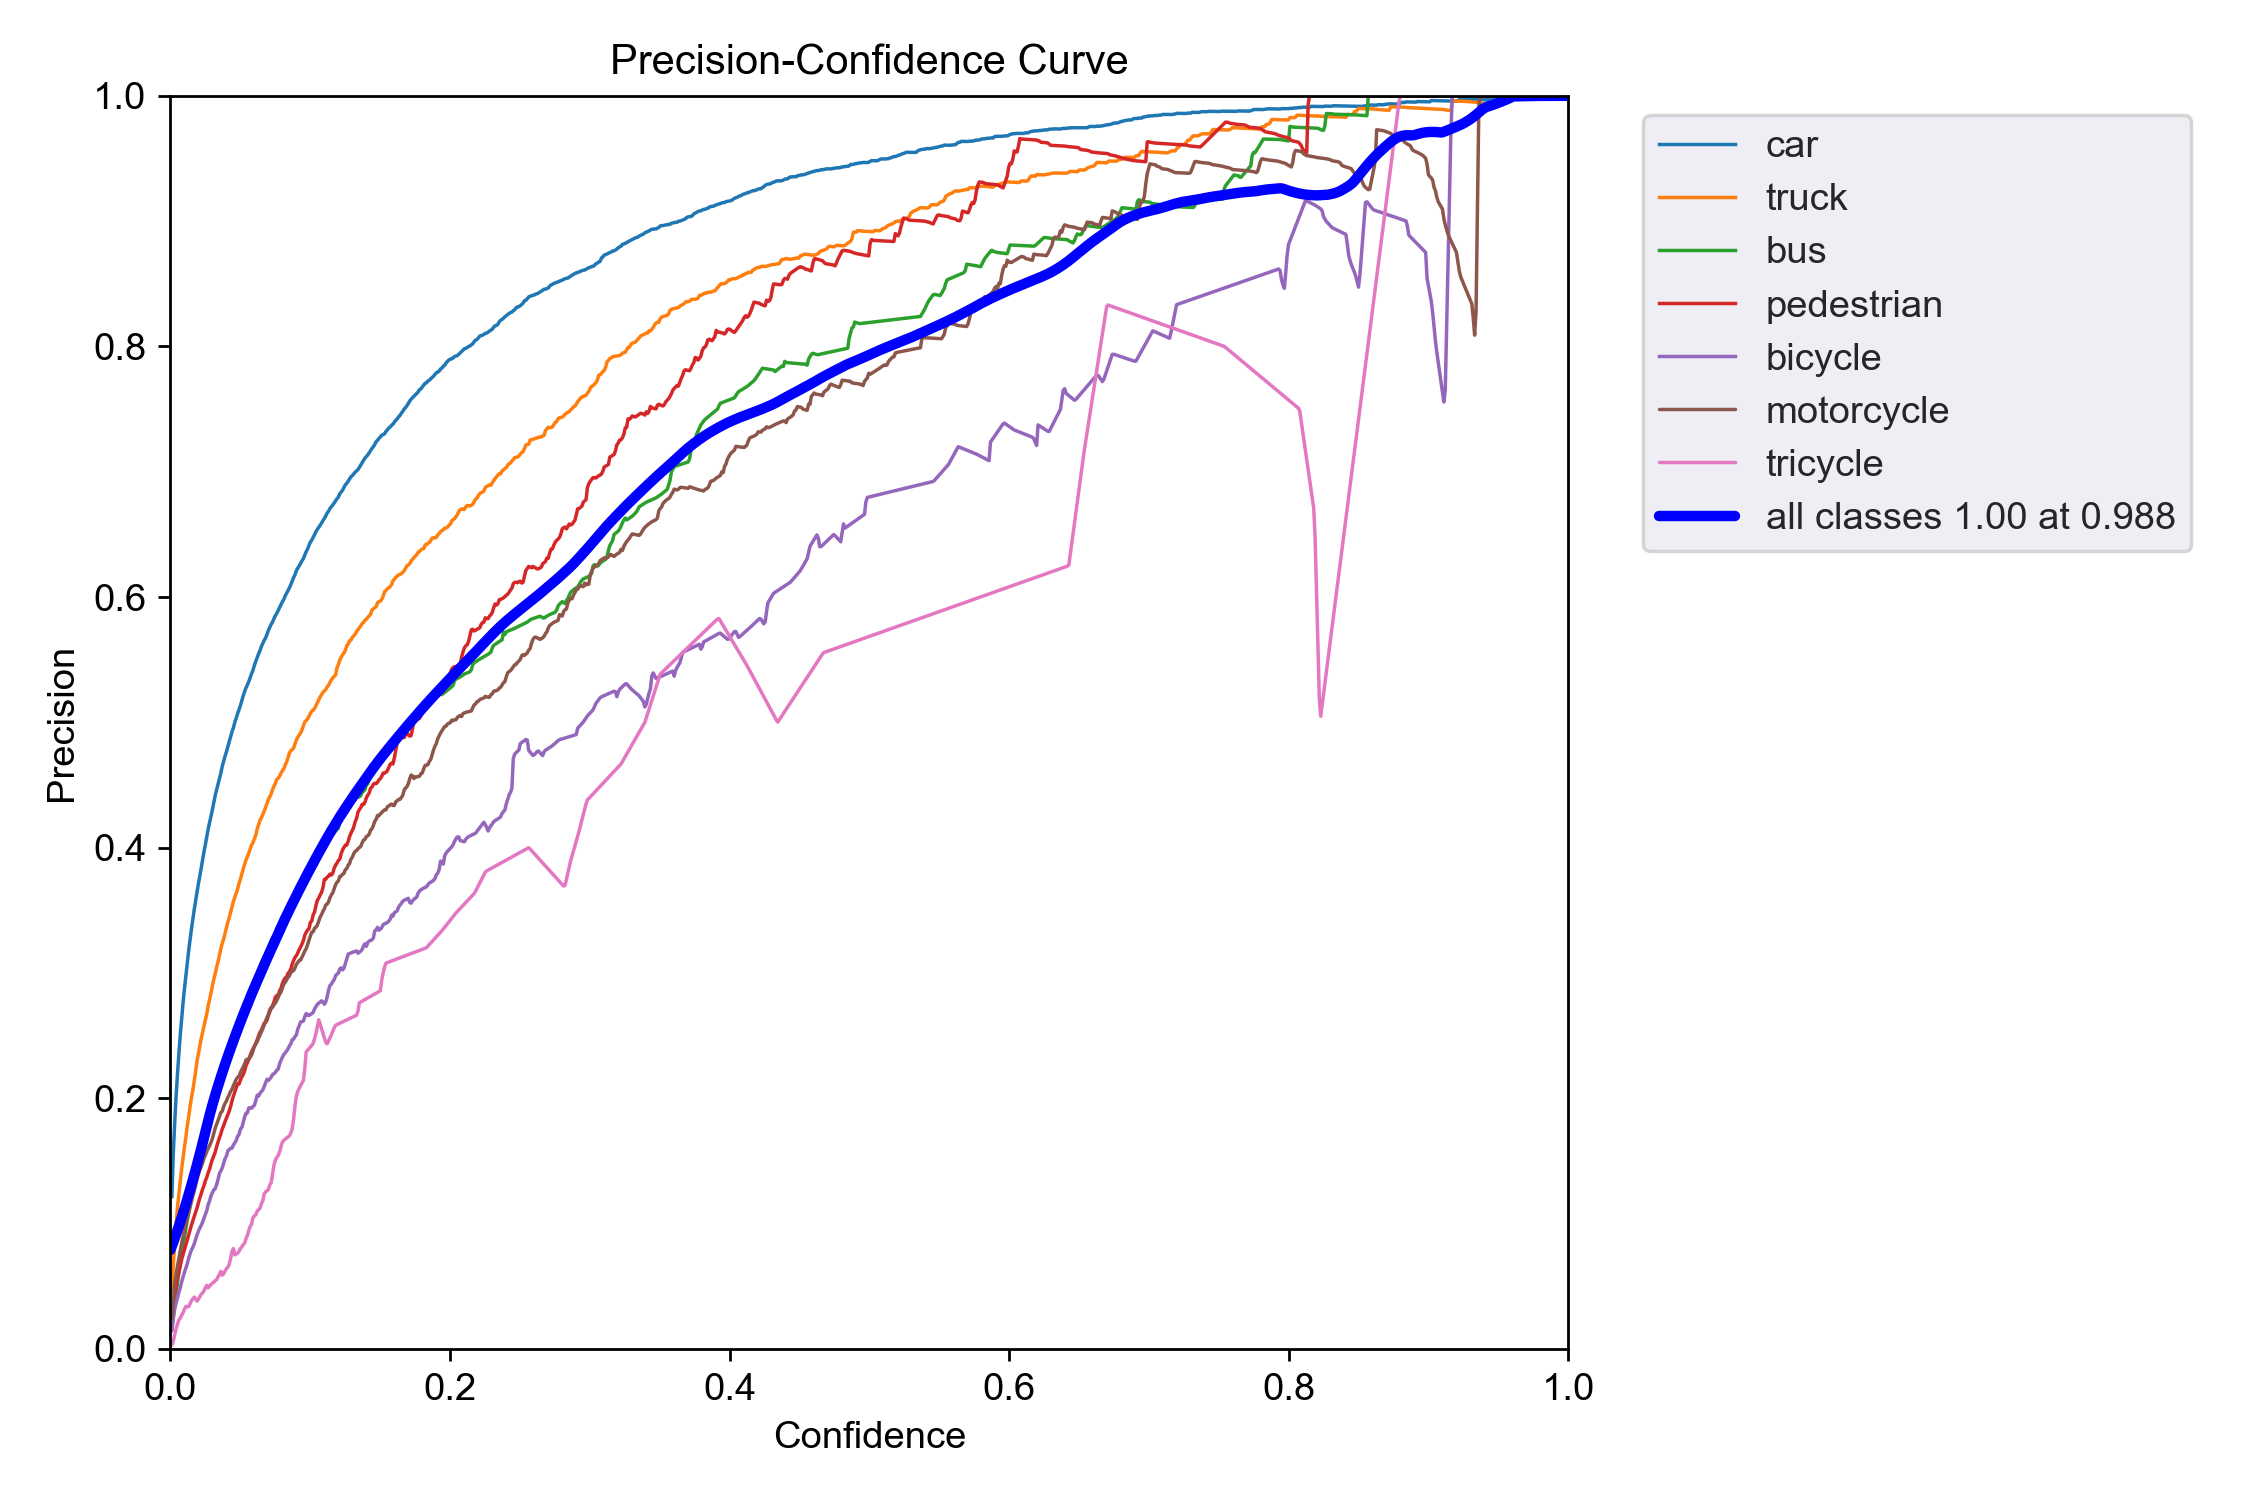 Precision-Confidence Curve
1.0
0.8
0.6
0.4
0.2
0.0
Precision
0.0 0.2 0.4 0.6 0.8 1.0
Confidence
car
truck
bus
pedestrian
bicycle
motorcycle
tricycle
all classes 1.00 at 0.988